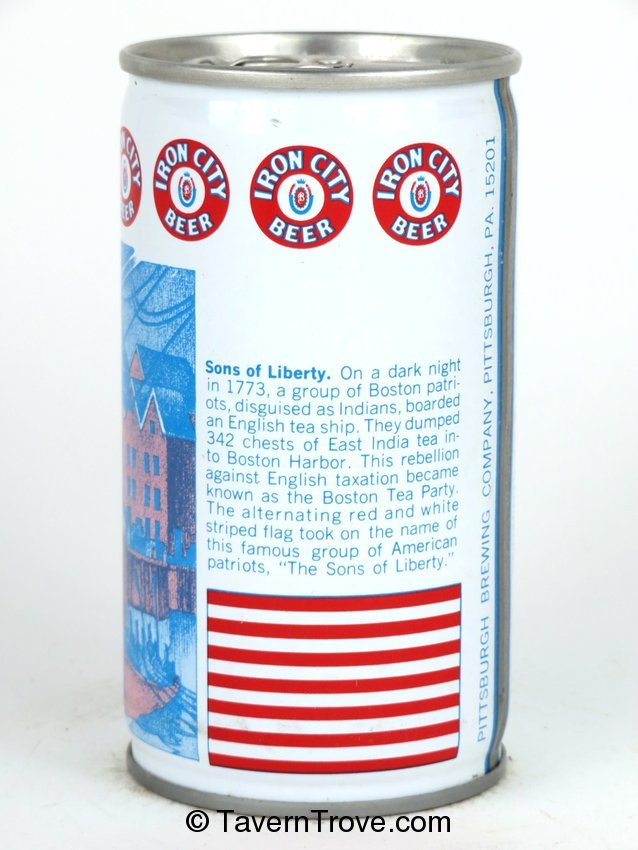 IRON CITY
BEER
IRON CITY
BEER
IRON CITY
BEER
CITY
BEER
Sons of Liberty. On a dark night
in 1773, a group of Boston patri-
ots, disguised as Indians, boarded
an English tea ship. They dumped
342 chests of East India tea in-
to Boston Harbor. This rebellion
against English taxation became
known as the Boston Tea Party.
The alternating red and white
striped flag took on the name of
this famous group of American
patriots, “The Sons of Liberty.”
PITTSBURGH BREWING COMPANY, PITTSBURGH, PA. 15201
© TavernTrove.com